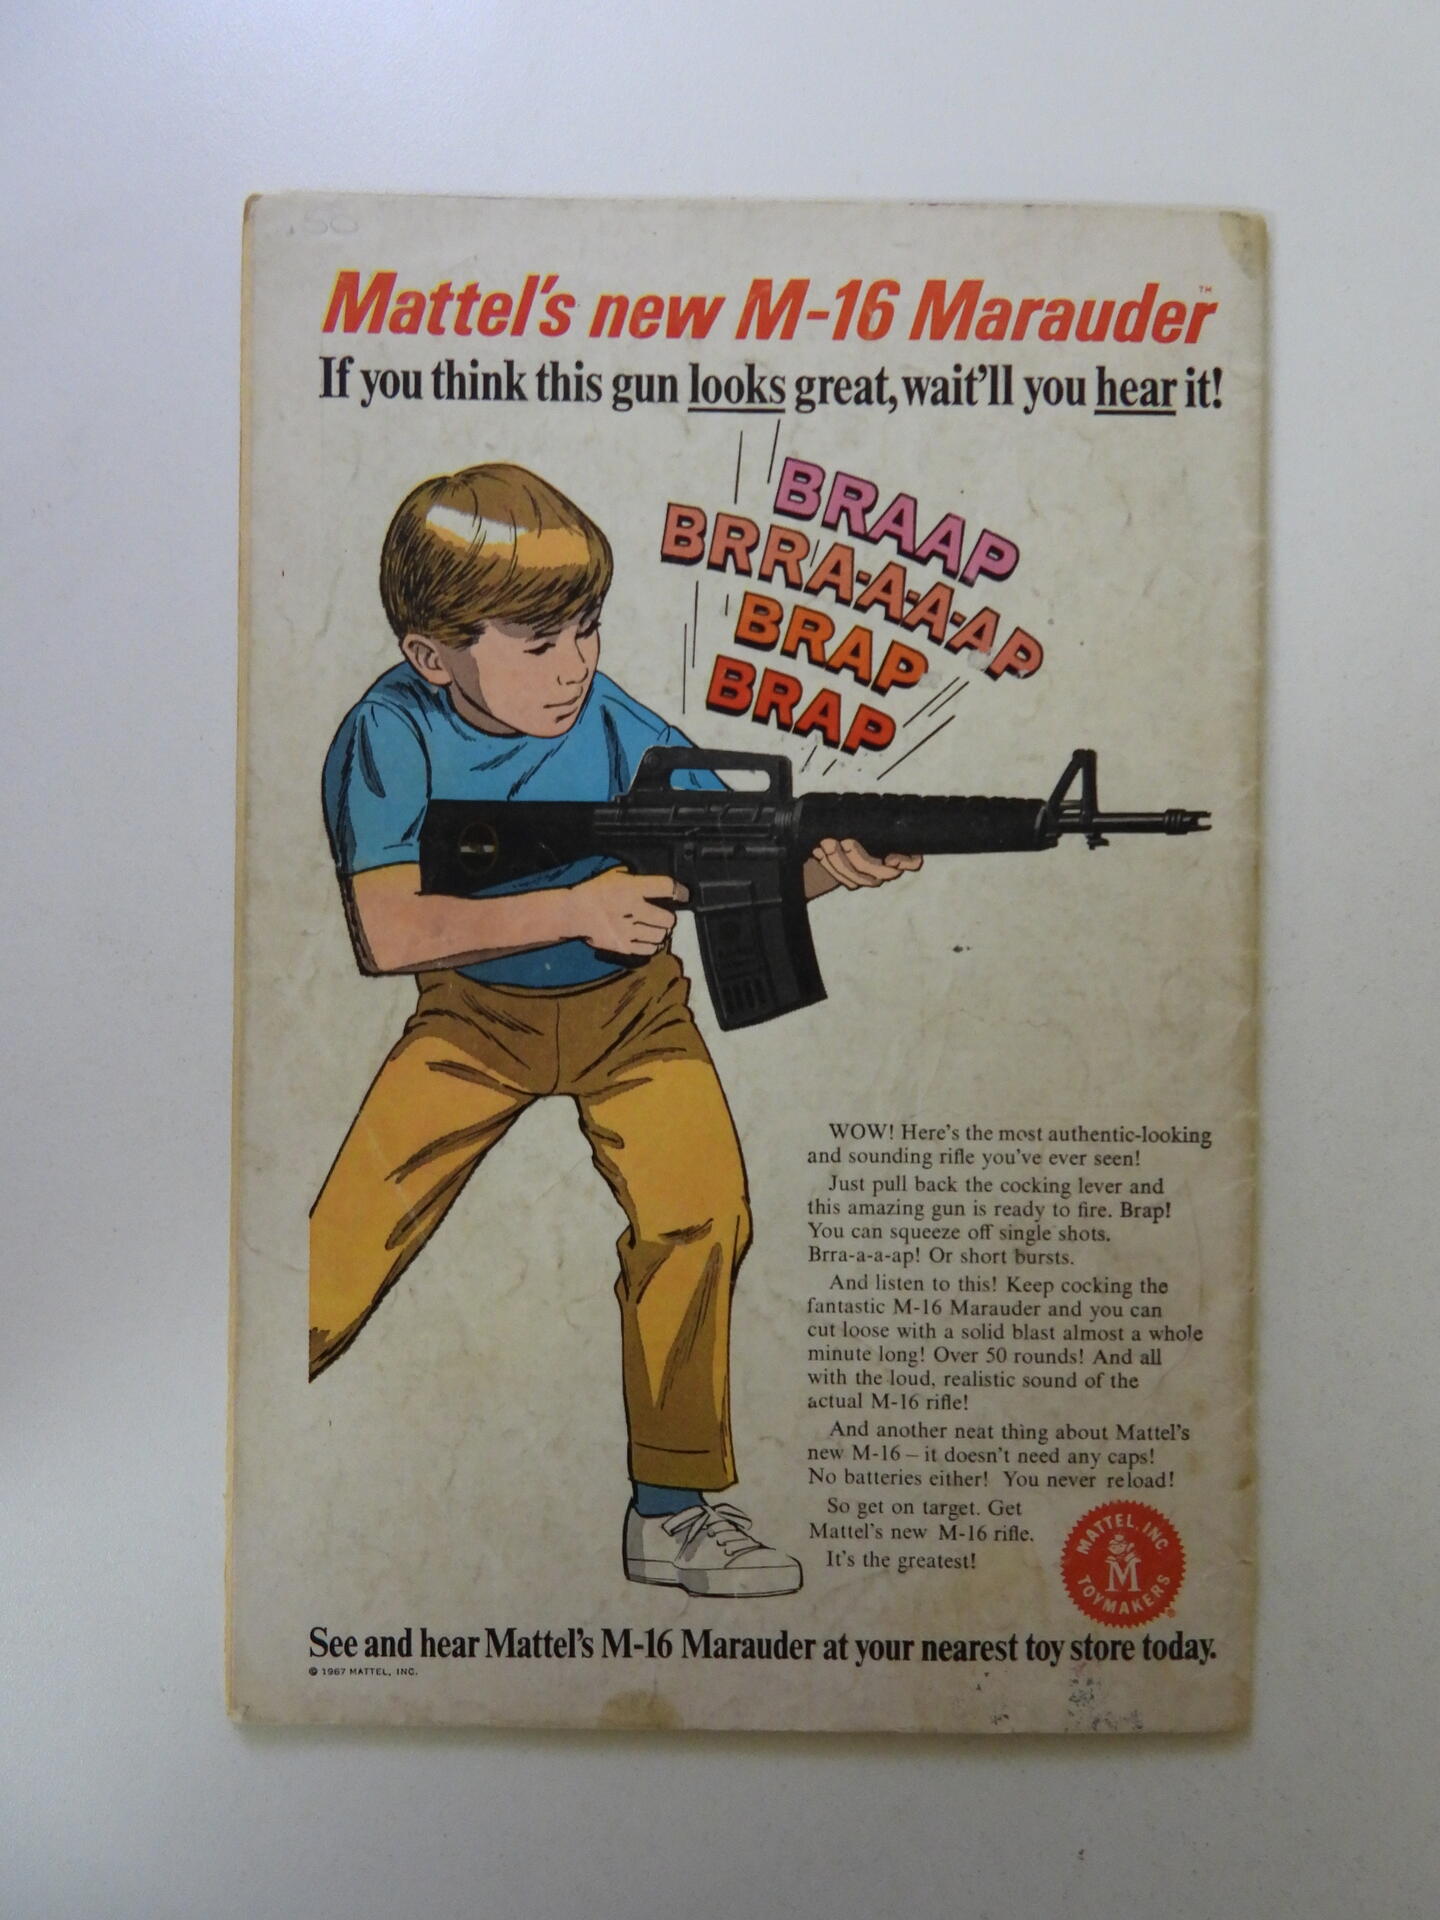 .50
Mattel's new M-16 Marauder™
If you think this gun looks great, wait'll you hear it!
BRAAP
BRRA-A-A-AP
BRAP
BRAP
WOW! Here's the most authentic-looking
and sounding rifle you've ever seen!
Just pull back the cocking lever and
this amazing gun is ready to fire. Brap!
You can squeeze off single shots.
Brra-a-a-ap! Or short bursts.
And listen to this! Keep cocking the
fantastic M-16 Marauder and you can
cut loose with a solid blast almost a whole
minute long! Over 50 rounds! And all
with the loud, realistic sound of the
actual M-16 rifle!
And another neat thing about Mattel's
new M-16 – it doesn't need any caps!
No batteries either! You never reload!
So get on target. Get
Mattel's new M-16 rifle.
It's the greatest!
MATTEL, INC.
M
TOYMAKERS
®
See and hear Mattel's M-16 Marauder at your nearest toy store today.
© 1967 MATTEL, INC.